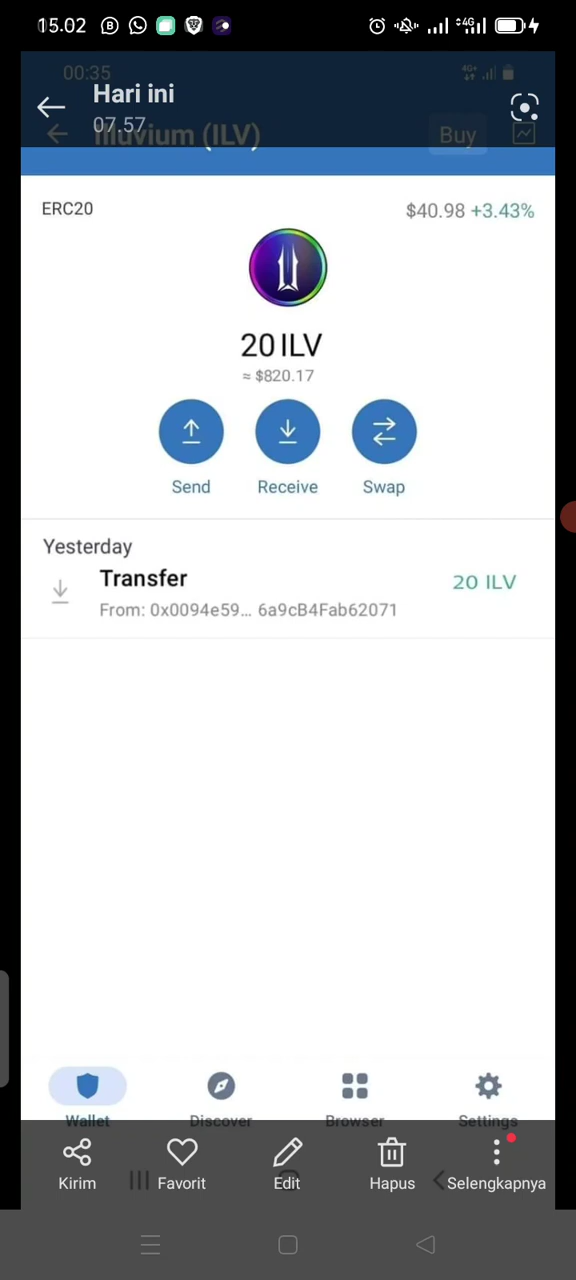 15.02
4G
00:35
Hari ini
07.57
Illuvium (ILV)
Buy
ERC20
$40.98 +3.43%
20 ILV
≈ $820.17
Send
Receive
Swap
Yesterday
Transfer
20 ILV
From: 0x0094e59... 6a9cB4Fab62071
Wallet
Discover
Browser
Settings
Kirim
Favorit
Edit
Hapus
Selengkapnya